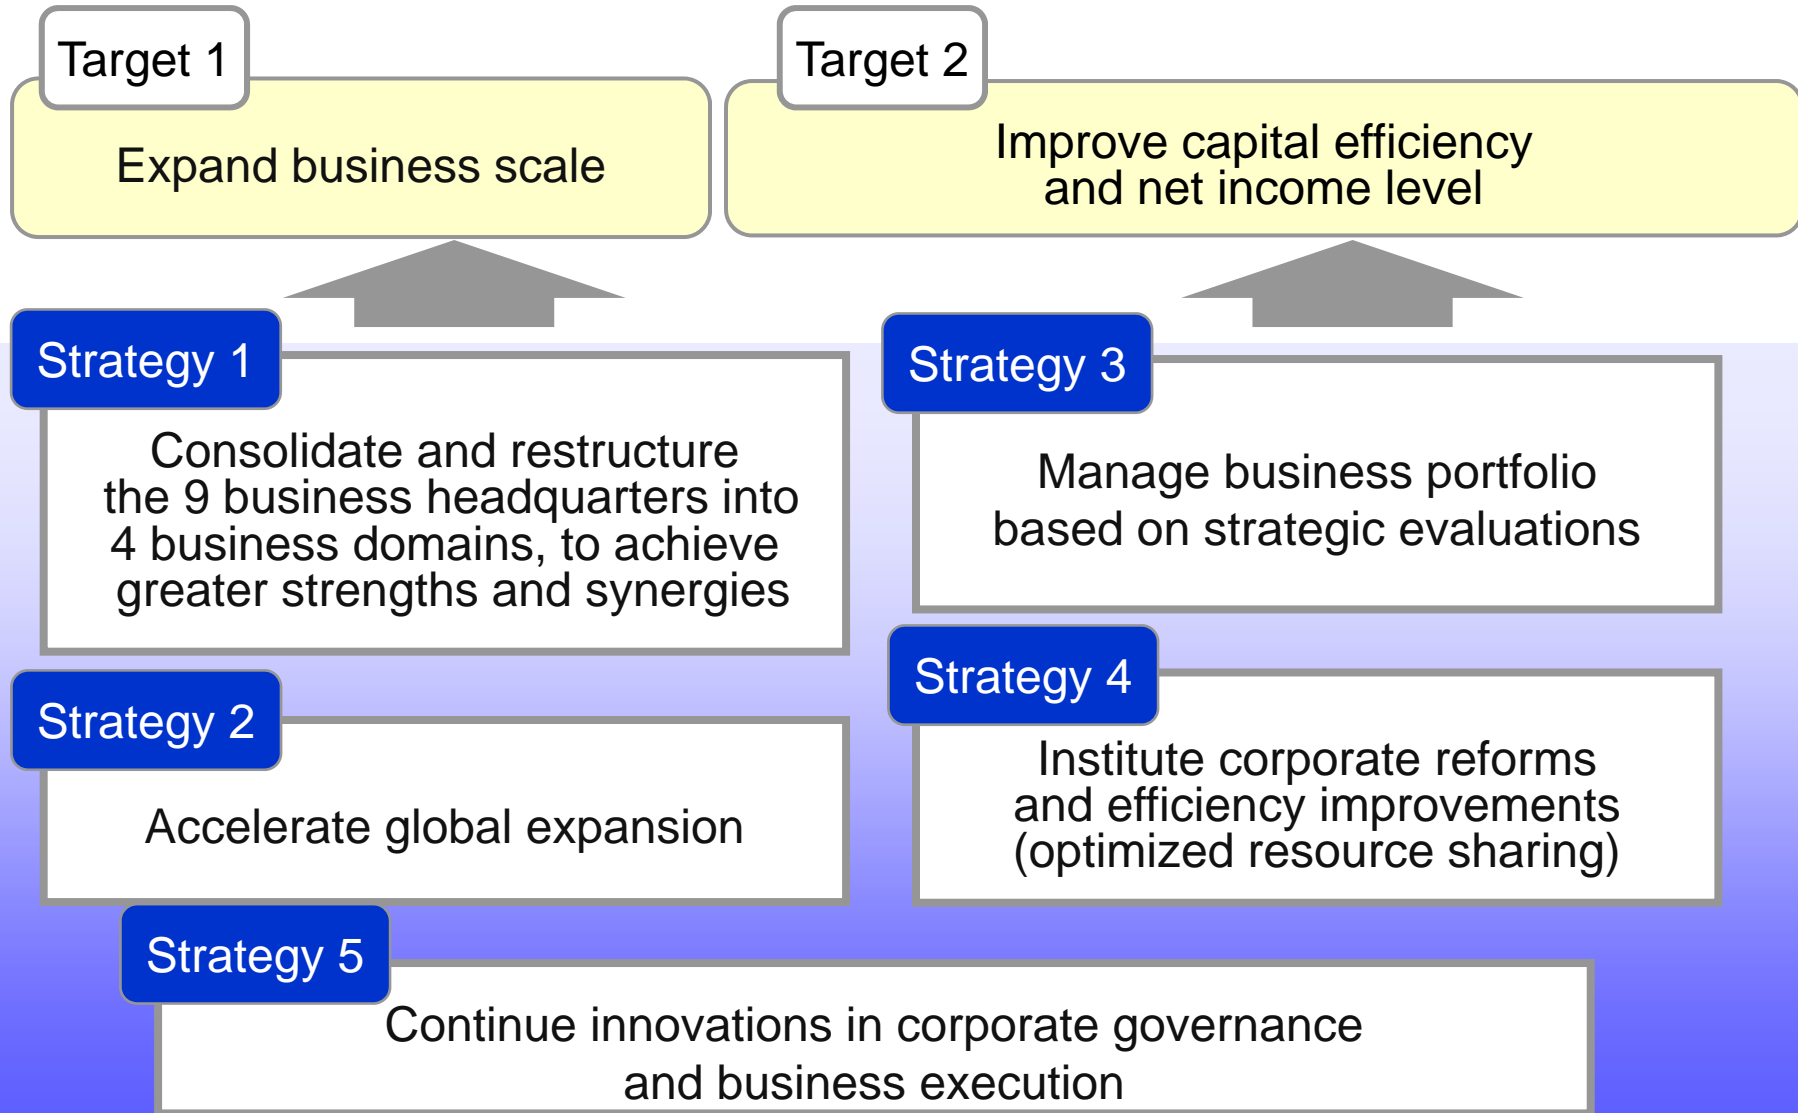 Target 1
Expand business scale
Target 2
Improve capital efficiency
and net income level
Strategy 1
Consolidate and restructure
the 9 business headquarters into
4 business domains, to achieve
greater strengths and synergies
Strategy 2
Accelerate global expansion
Strategy 3
Manage business portfolio
based on strategic evaluations
Strategy 4
Institute corporate reforms
and efficiency improvements
(optimized resource sharing)
Strategy 5
Continue innovations in corporate governance
and business execution